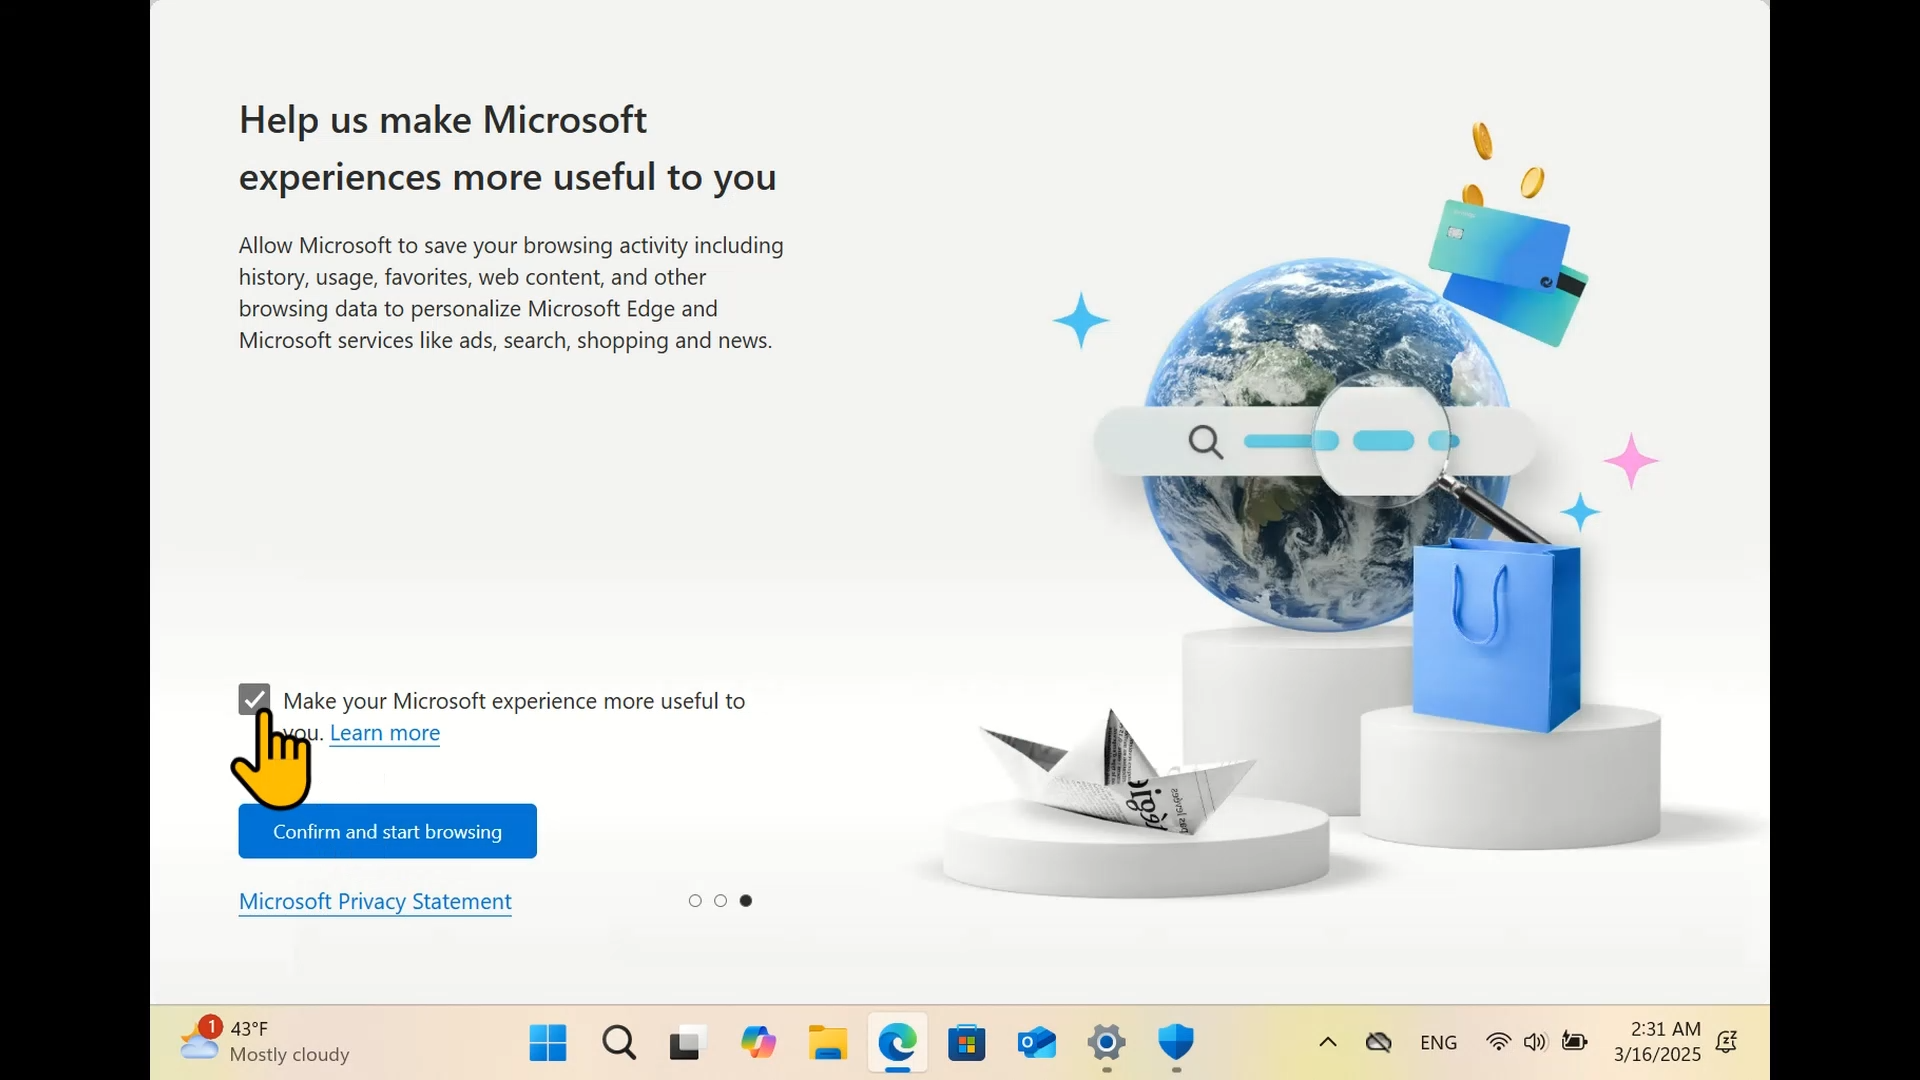 Help us make Microsoft
experiences more useful to you
Allow Microsoft to save your browsing activity including
history, usage, favorites, web content, and other
browsing data to personalize Microsoft Edge and
Microsoft services like ads, search, shopping and news.
Make your Microsoft experience more useful to
you. Learn more
Confirm and start browsing
Microsoft Privacy Statement
1
43°F
Mostly cloudy
ENG
2:31 AM
3/16/2025